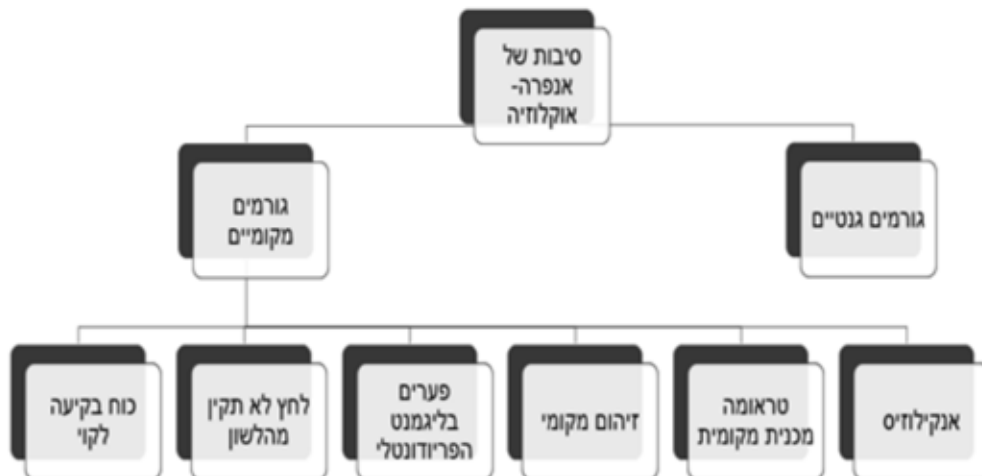 סיבות של
אנפרה-
אוקלוזיה
גורמים גנטיים
גורמים
מקומיים
אנקילוזיס
טראומה
מכנית מקומית
זיהום מקומי
פערים
בליגמנט
הפריודונטלי
לחץ לא תקין
מהלשון
כוח בקיעה
לקוי